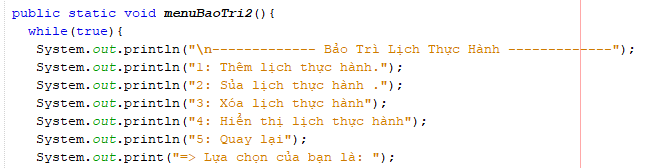 public static void menuBaoTri2(){
while(true){
System.out.println("\n------------- Bảo Trì Lịch Thực Hành -------------");
System.out.println("1: Thêm lịch thực hành.");
System.out.println("2: Sủa lịch thực hành .");
System.out.println("3: Xóa lịch thực hành");
System.out.println("4: Hiển thị lịch thực hành");
System.out.println("5: Quay lại");
System.out.print("=> Lựa chọn của bạn là: ");